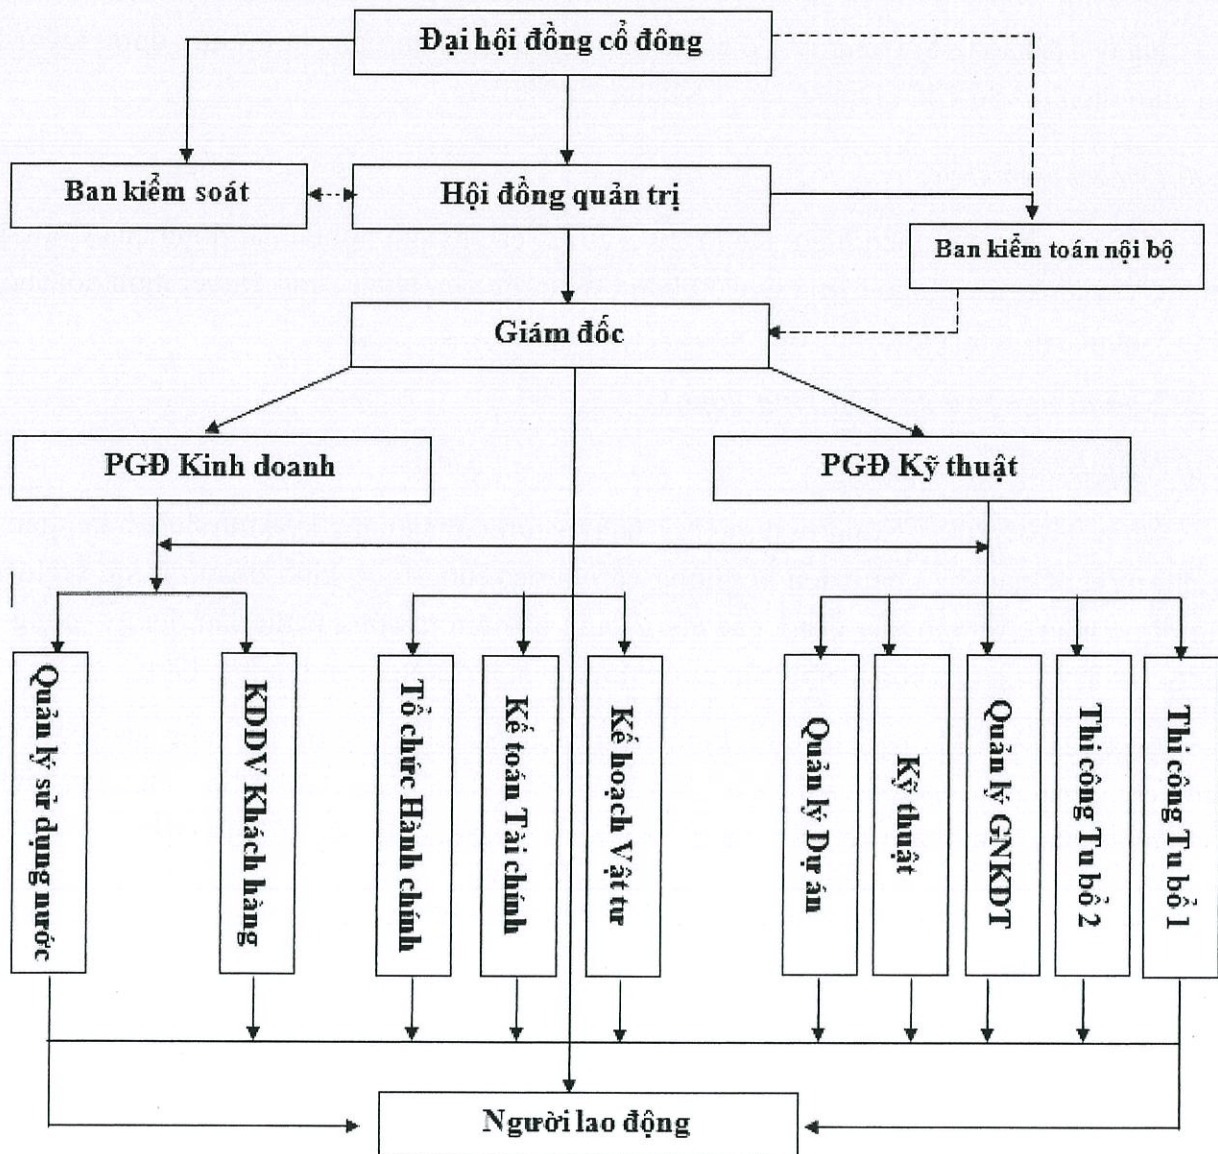 Đại hội đồng cổ đông
Ban kiểm soát
Hội đồng quản trị
Ban kiểm toán nội bộ
Giám đốc
PGĐ Kinh doanh
PGĐ Kỹ thuật
Quản lý sử dụng nước
KDDV Khách hàng
Tổ chức Hành chính
Kế toán Tài chính
Kế hoạch Vật tư
Quản lý Dự án
Kỹ thuật
Quản lý GNKDT
Thi công Tu bổ 2
Thi công Tu bổ 1
Người lao động